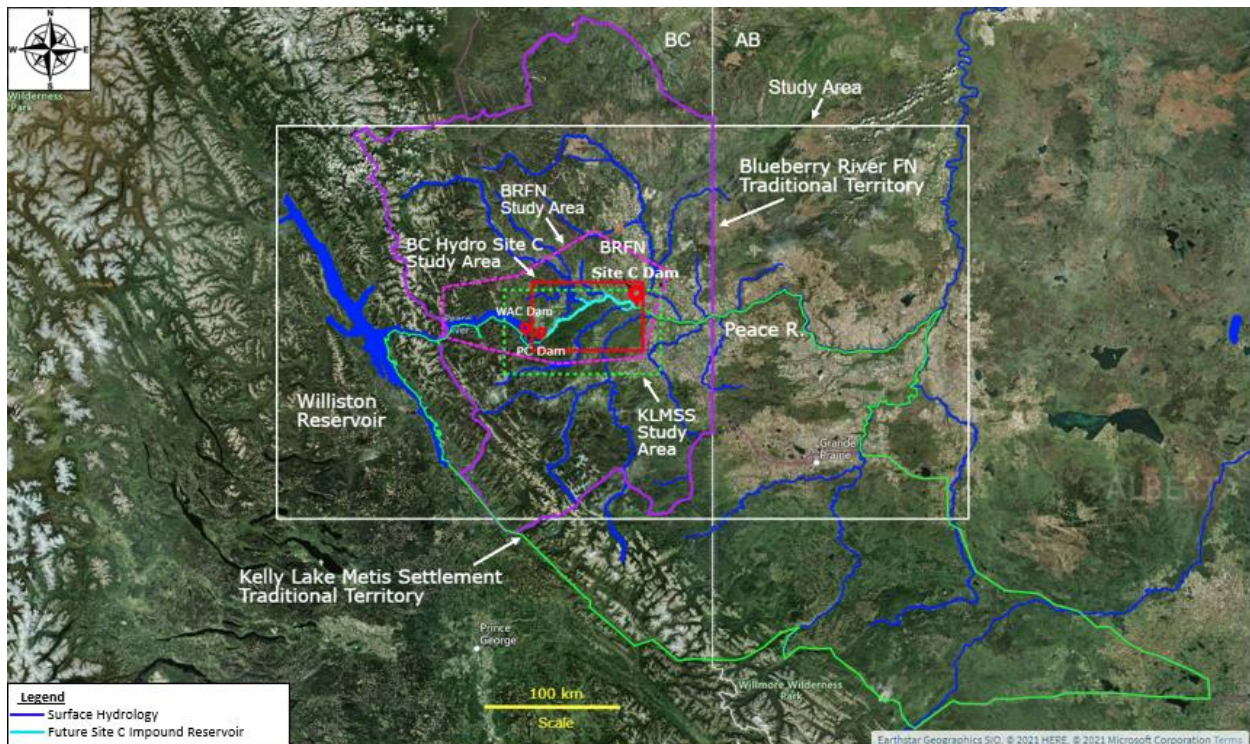 N
W
E
S
Wilderness
Park
BC
AB
Study Area
Blueberry River FN
Traditional Territory
BRFN
Study Area
BC Hydro Site C
Study Area
BRFN
Site C Dam
WAC Dam
PC Dam
Peace R.
Williston
Reservoir
KLMSS
Study
Area
Grande
Prairie
Kelly Lake Metis Settlement
Traditional Territory
Prince
George
100 km
Scale
Willmore Wilderness
Park
Legend
Surface Hydrology
Future Site C Impound Reservoir
Earthstar Geographics SIO, © 2021 HERE, © 2021 Microsoft Corporation Terms